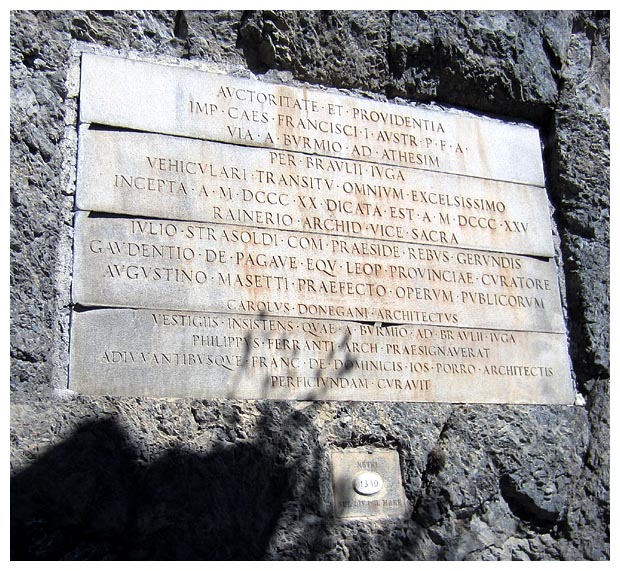 AVCTORITATE · ET · PROVIDENTIA
IMP · CAES · FRANCISCI · I · AVSTR · P · F · A ·
VIA · A · BVRMIO · AD · ATHESIM
PER · BRAVLII · IVGA
VEHICVLARI · TRANSITV · OMNIVM · EXCELSISSIMO
INCEPTA · A · M · DCCC · XX · DICATA · EST · A · M · DCCC · XXV
RAINERIO · ARCHID · VICE · SACRA
IVLIO · STRASOLDI · COM · PRAESIDE · REBVS · GERVNDIS
GAVDENTIO · DE · PAGAVE · EQV · LEOP · PROVINCIAE · CVRATORE
AVGVSTINO · MASETTI · PRAEFECTO · OPERVM · PVBLICORVM
CAROLVS · DONEGANI · ARCHITECTVS
VESTIGIIS · INSISTENS · QVAE · A · BVRMIO · AD · BRAVLII · IVGA
PHILIPPVS · FERRANTI · ARCH · PRAESIGNAVERAT
ADIVVANTIBVSQVE · FRANC · DE · DOMINICIS · IOS · PORRO · ARCHITECTIS
PERFICIVNDAM · CVRAVIT
METRI
1340
MARE